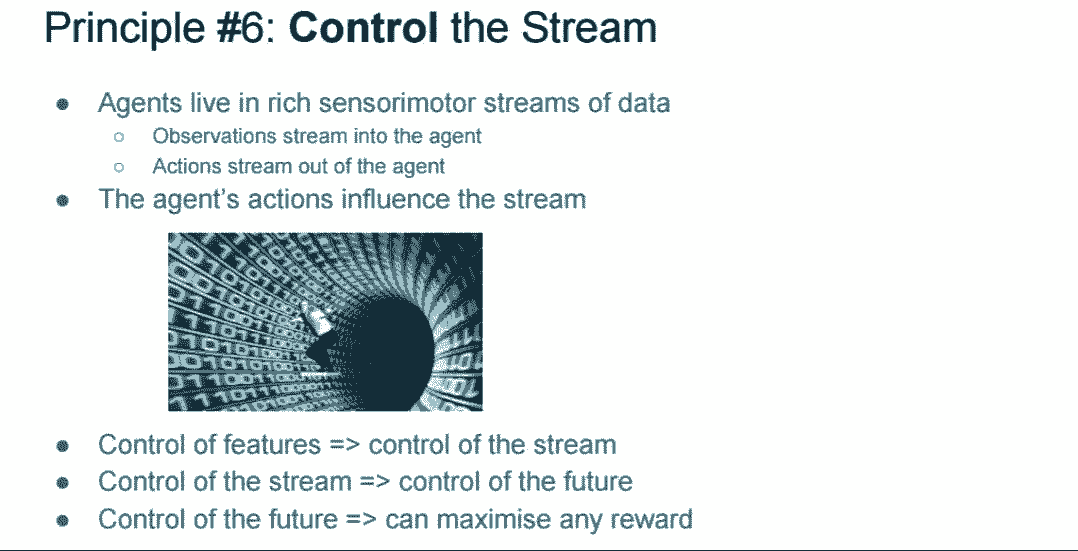 Principle #6: Control the Stream
● Agents live in rich sensorimotor streams of data
○ Observations stream into the agent
○ Actions stream out of the agent
● The agent's actions influence the stream
● Control of features => control of the stream
● Control of the stream => control of the future
● Control of the future => can maximise any reward